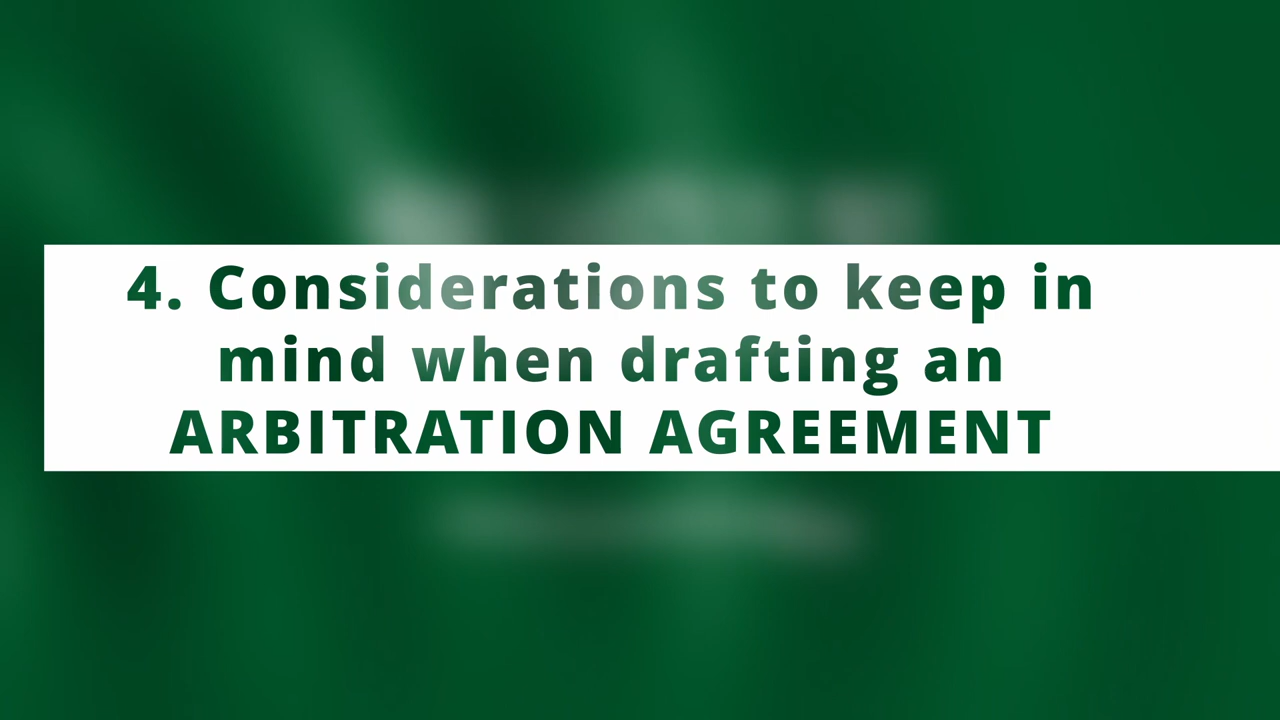 4. Considerations to keep in
mind when drafting an
ARBITRATION AGREEMENT